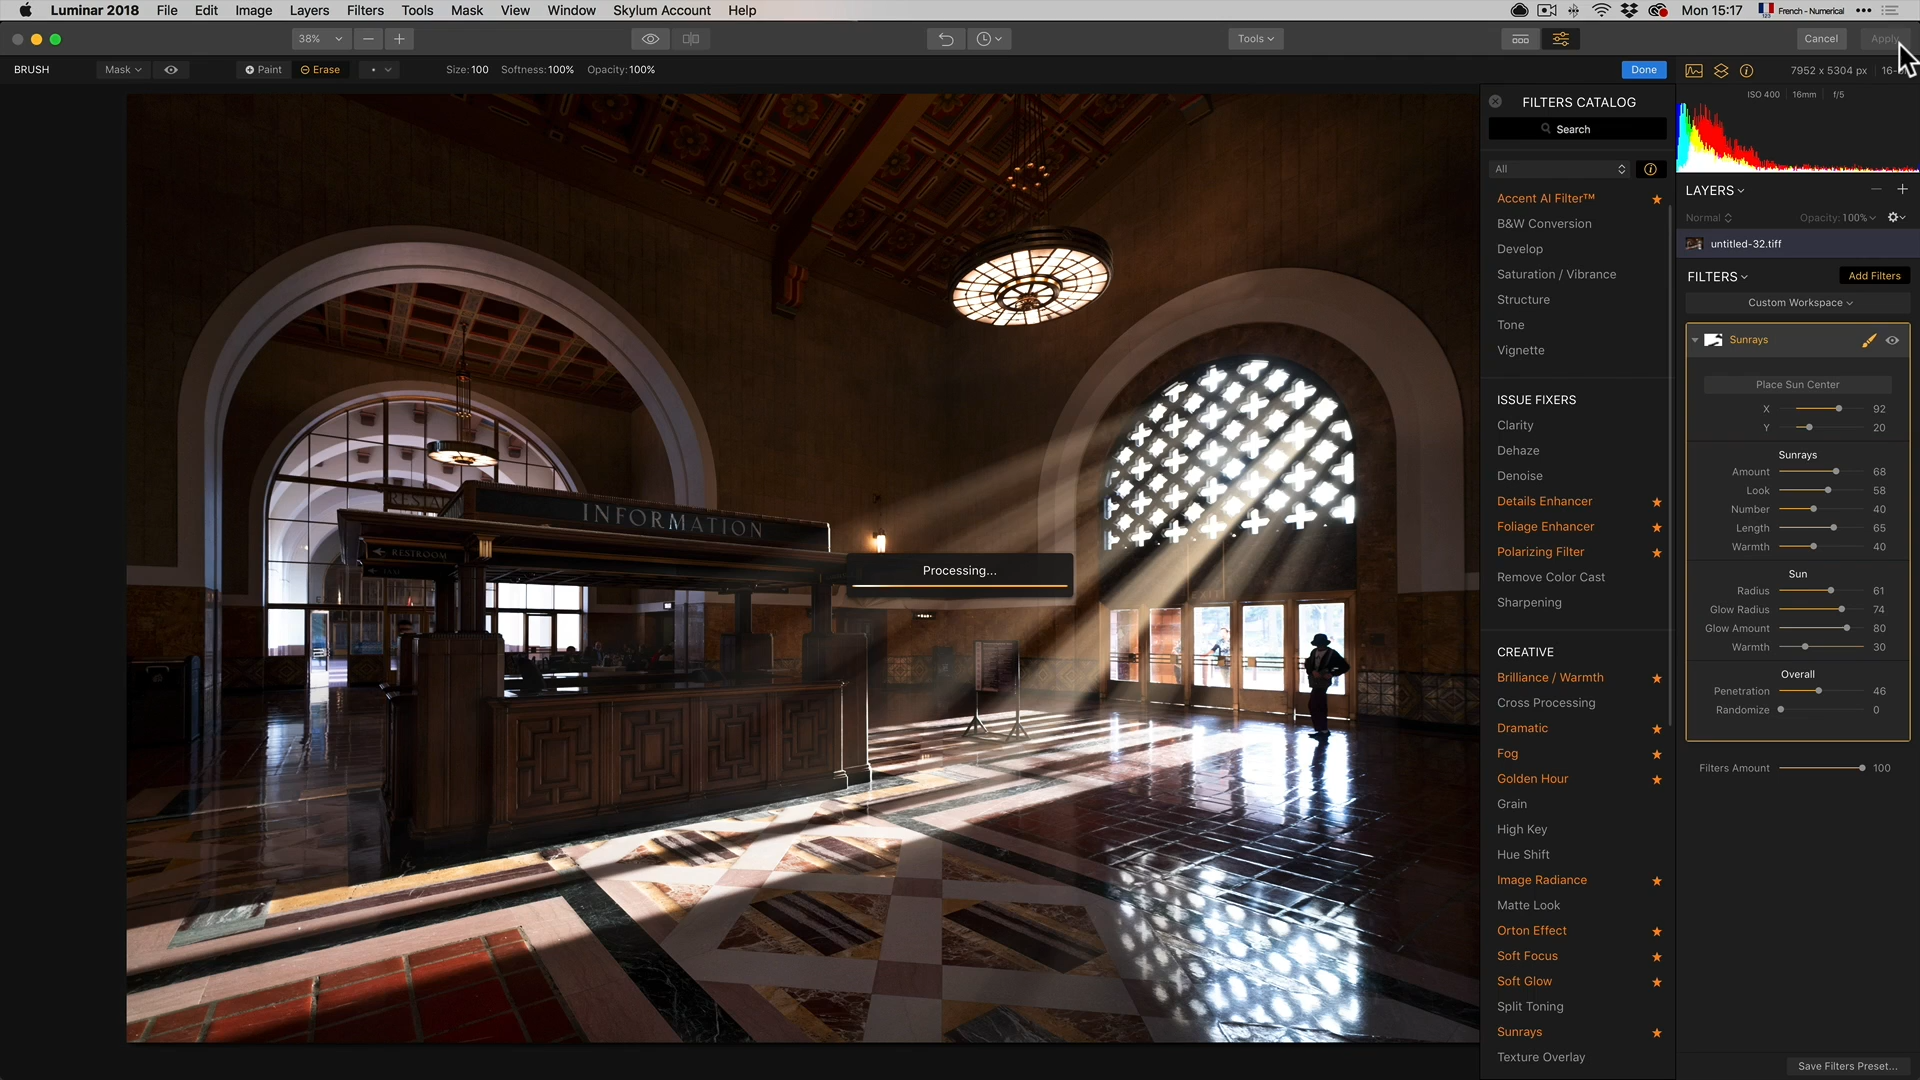 Luminar 2018 File Edit Image Layers Filters Tools Mask View Window Skylum Account Help Mon 15:17 French - Numerical
38% Tools Cancel Apply
BRUSH Mask Paint Erase Size: 100 Softness: 100% Opacity: 100% Done 7952 x 5304 px
ISO 400 16mm f/5
FILTERS CATALOG
Search
All
Accent AI Filter™
B&W Conversion
Develop
Saturation / Vibrance
Structure
Tone
Vignette
ISSUE FIXERS
Clarity
Dehaze
Denoise
Details Enhancer
Foliage Enhancer
Polarizing Filter
Remove Color Cast
Sharpening
CREATIVE
Brilliance / Warmth
Cross Processing
Dramatic
Fog
Golden Hour
Grain
High Key
Hue Shift
Image Radiance
Matte Look
Orton Effect
Soft Focus
Soft Glow
Split Toning
Sunrays
Texture Overlay
LAYERS
Normal Opacity: 100%
untitled-32.tiff
FILTERS Add Filters
Custom Workspace
Sunrays
Place Sun Center
X 92
Y 20
Sunrays
Amount 68
Look 58
Number 40
Length 65
Warmth 40
Sun
Radius 61
Glow Radius 74
Glow Amount 80
Warmth 30
Overall
Penetration 46
Randomize 0
Filters Amount 100
Save Filters Preset...
INFORMATION
RESTROOM
EXIT
Processing...